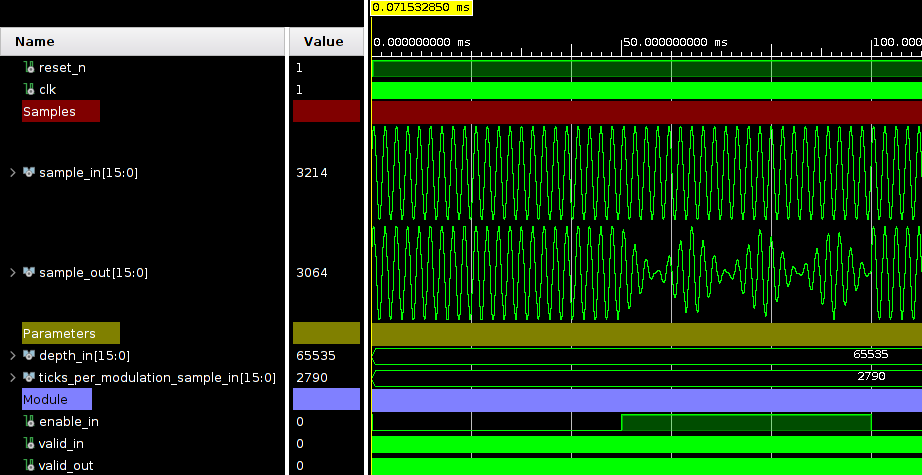 0.071532850 ms
Name Value
0.000000000 ms 50.000000000 ms 100.000
reset_n 1
clk 1
Samples
sample_in[15:0] 3214
sample_out[15:0] 3064
Parameters
depth_in[15:0] 65535 65535
ticks_per_modulation_sample_in[15:0] 2790 2790
Module
enable_in 0
valid_in 0
valid_out 0